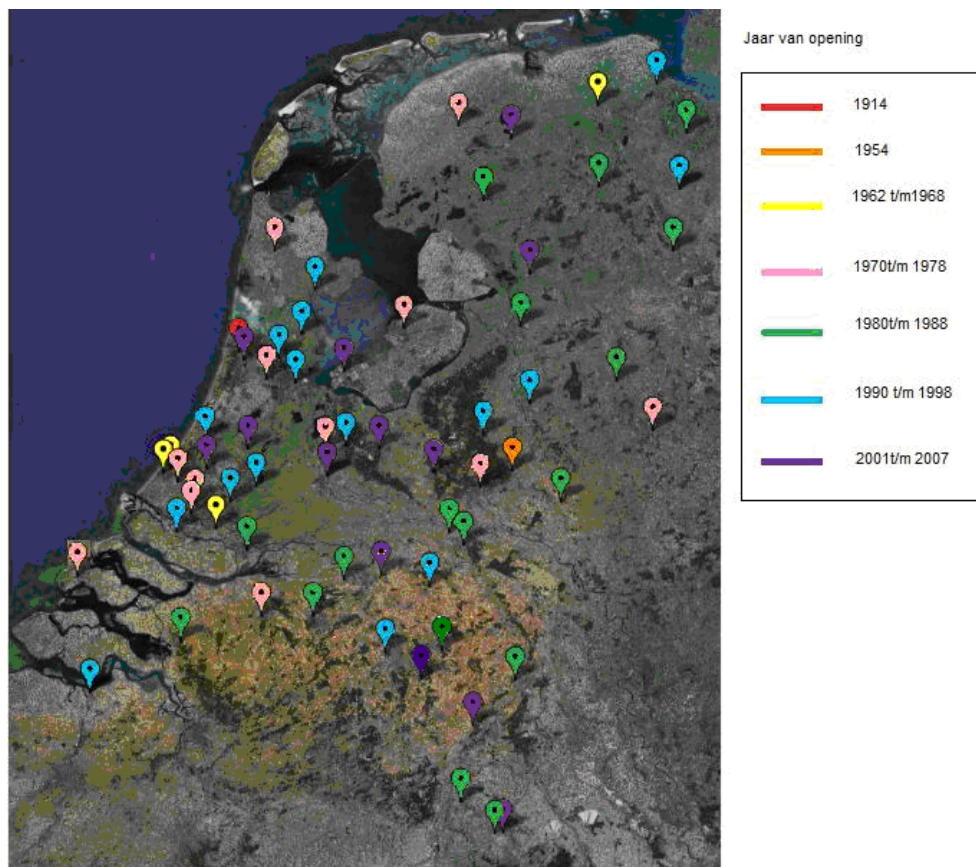 Jaar van opening
1914
1954
1962 t/m1968
1970t/m 1978
1980t/m 1988
1990 t/m 1998
2001t/m 2007